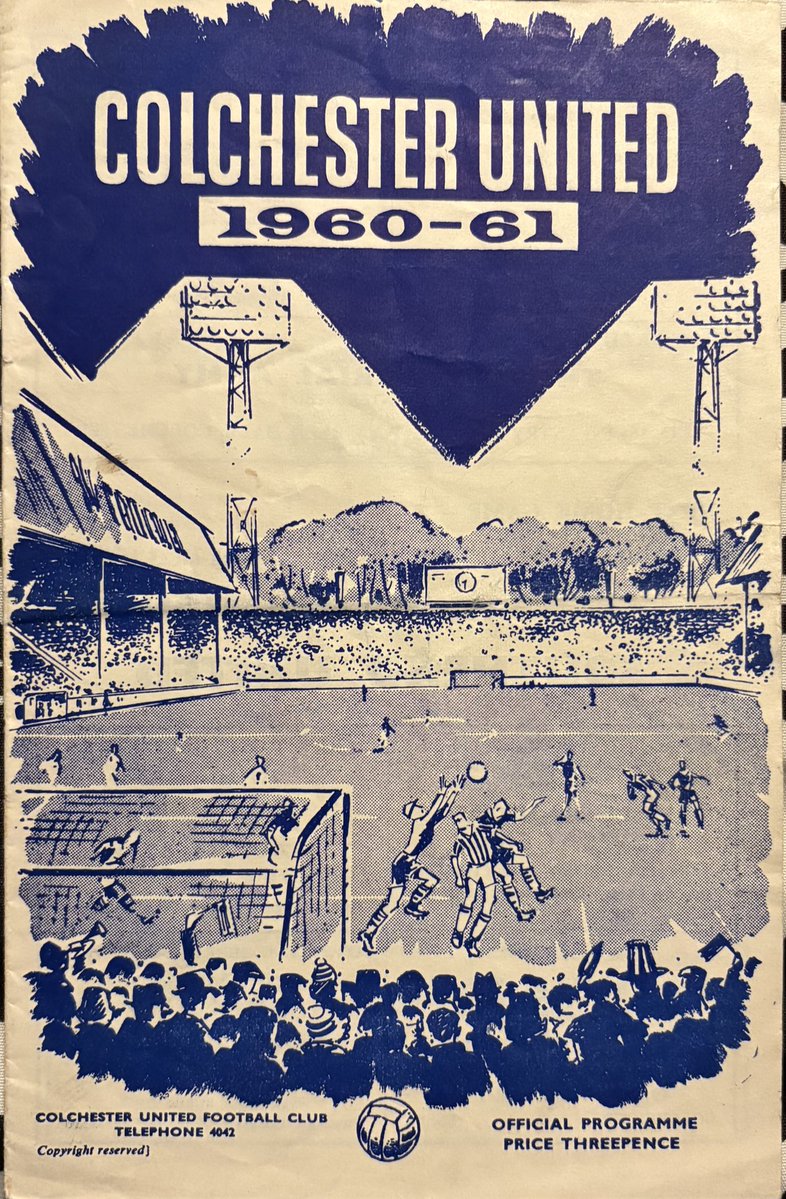 COLCHESTER UNITED
1960-61
COLCHESTER UNITED FOOTBALL CLUB
TELEPHONE 4042
Copyright reserved]
OFFICIAL PROGRAMME
PRICE THREEPENCE